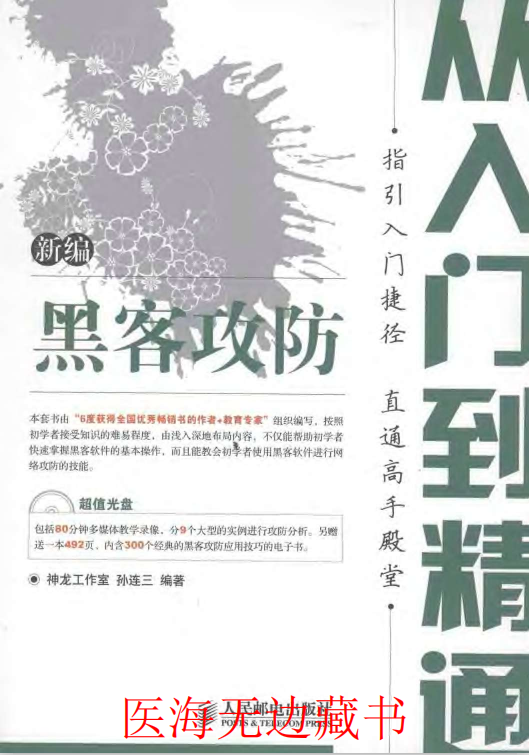 从入门到精通
指引入门捷径 直通高手殿堂
新编
黑客攻防
本套书由“6度获得全国优秀畅销书的作者+教育专家”组织编写，按照
初学者接受知识的难易程度，由浅入深地布局内容，不仅能帮助初学者
快速掌握黑客软件的基本操作，而且能教会初学者使用黑客软件进行网
络攻防的技能。
超值光盘
包括80分钟多媒体教学录像，分9个大型的实例进行攻防分析。另赠
送一本492页，内含300个经典的黑客攻防应用技巧的电子书。
神龙工作室 孙连三 编著
人民邮电出版社
POSTS & TELECOM PRESS
医海无边藏书